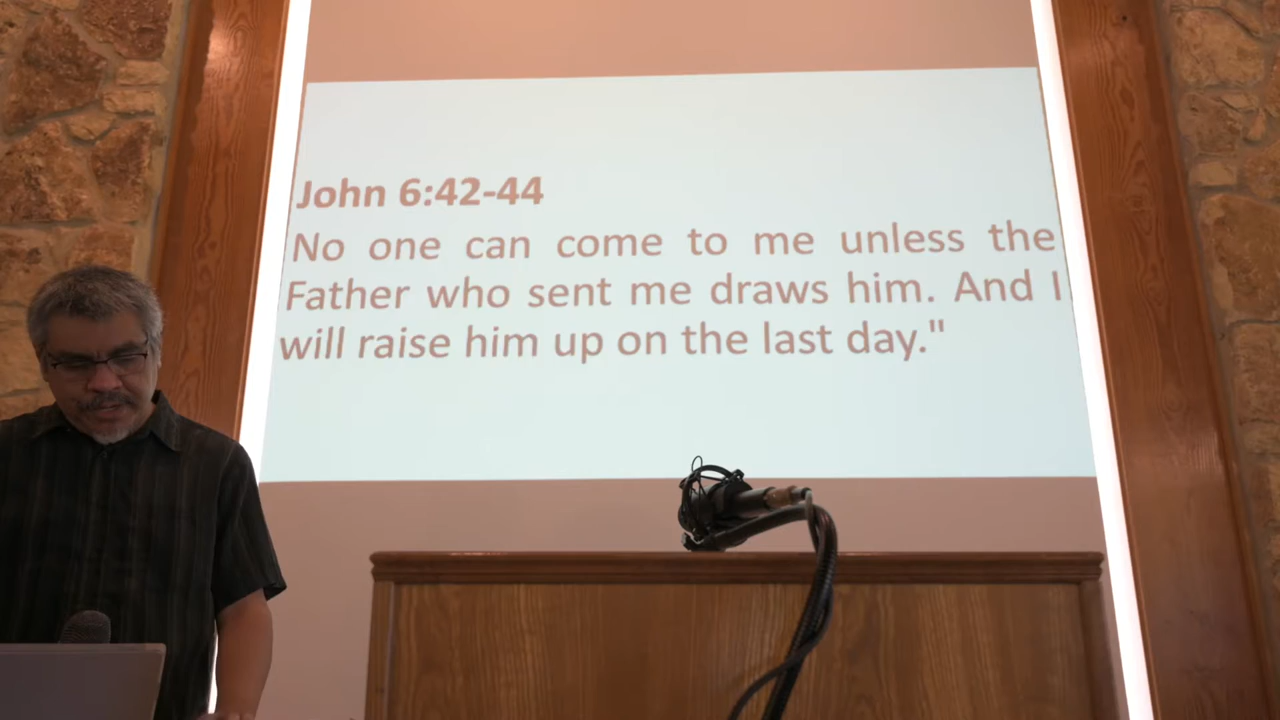 John 6:42-44
No one can come to me unless the
Father who sent me draws him. And I
will raise him up on the last day."